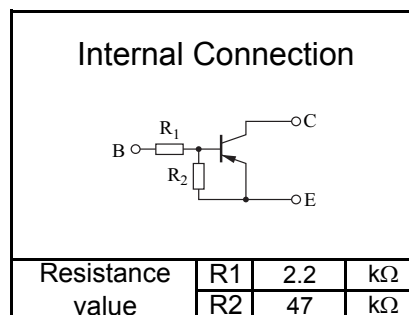 Internal Connection
C
R1
B
R2
E
Resistance value R1 2.2 kΩ
R2 47 kΩ